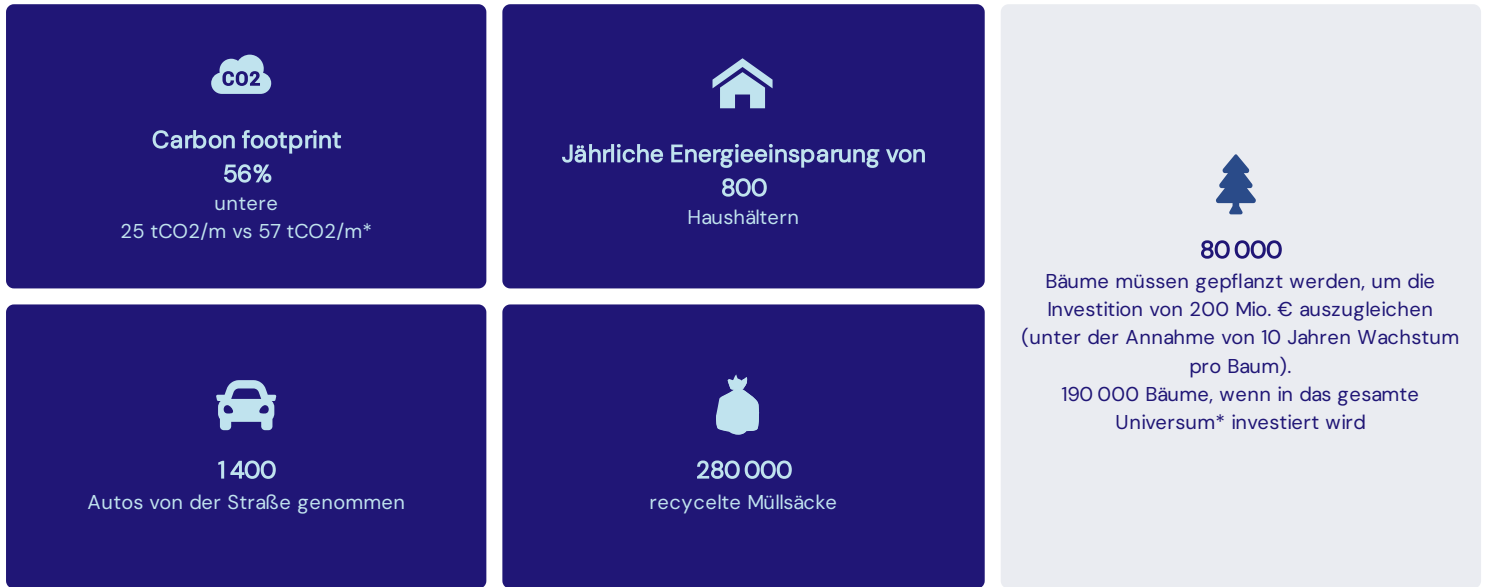 CO2
Carbon footprint
56%
untere
25 tCO2/m vs 57 tCO2/m*
Jährliche Energieeinsparung von
800
Haushältern
80 000
Bäume müssen gepflanzt werden, um die
Investition von 200 Mio. € auszugleichen
(unter der Annahme von 10 Jahren Wachstum
pro Baum).
190 000 Bäume, wenn in das gesamte
Universum* investiert wird
1 400
Autos von der Straße genommen
280 000
recycelte Müllsäcke